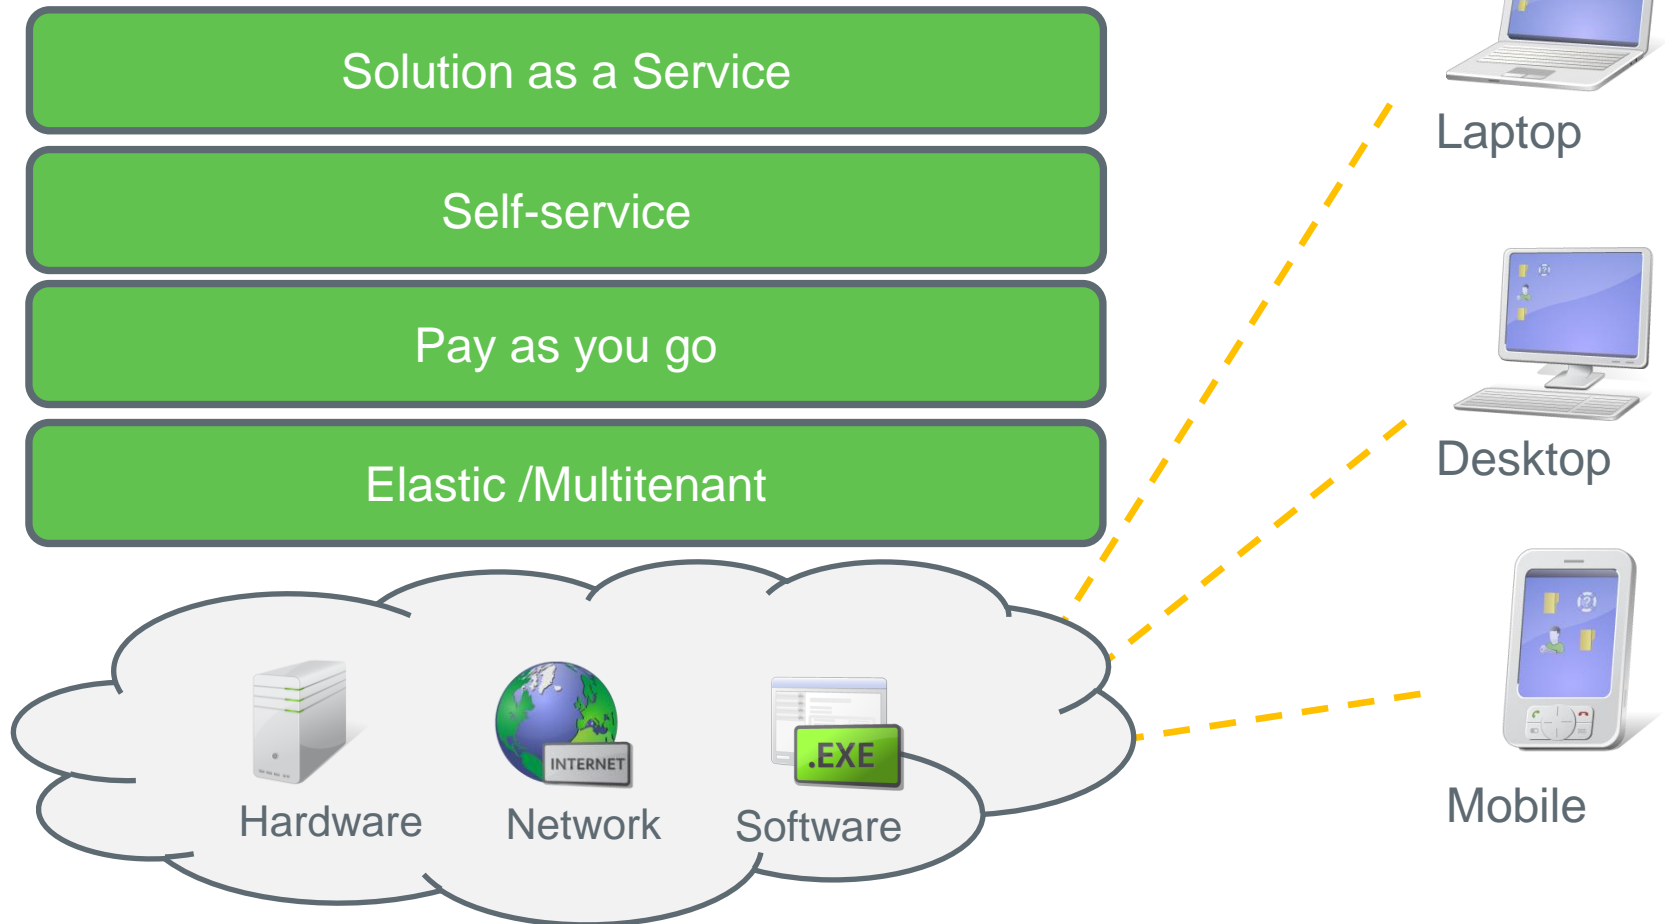 Solution as a Service
Self-service
Pay as you go
Elastic /Multitenant
Laptop
Desktop
Mobile
INTERNET
.EXE
Hardware
Network
Software